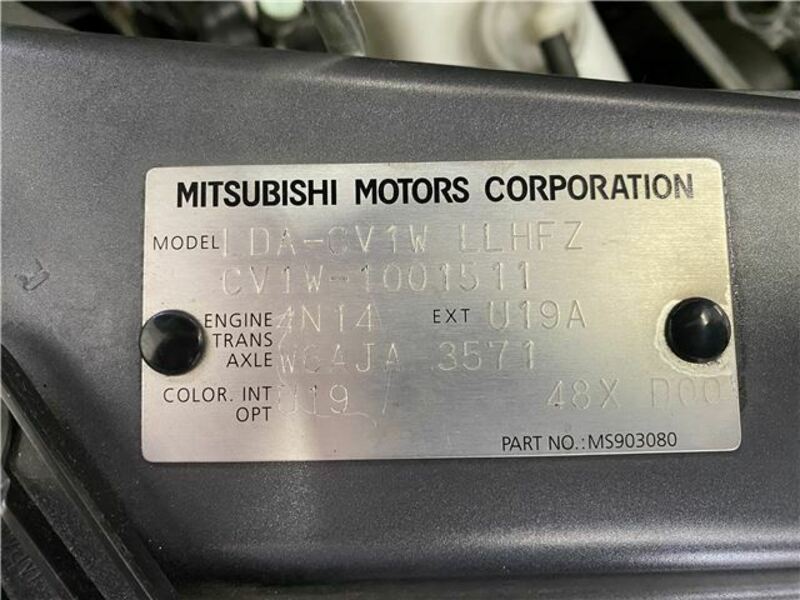 MITSUBISHI MOTORS CORPORATION
MODEL LDA-CV1W LLHFZ
CV1W-1001511
ENGINE 4N14 EXT U19A
TRANS AXLE W6AJA 3571
COLOR. INT OPT U19 48X D00
PART NO.: MS903080